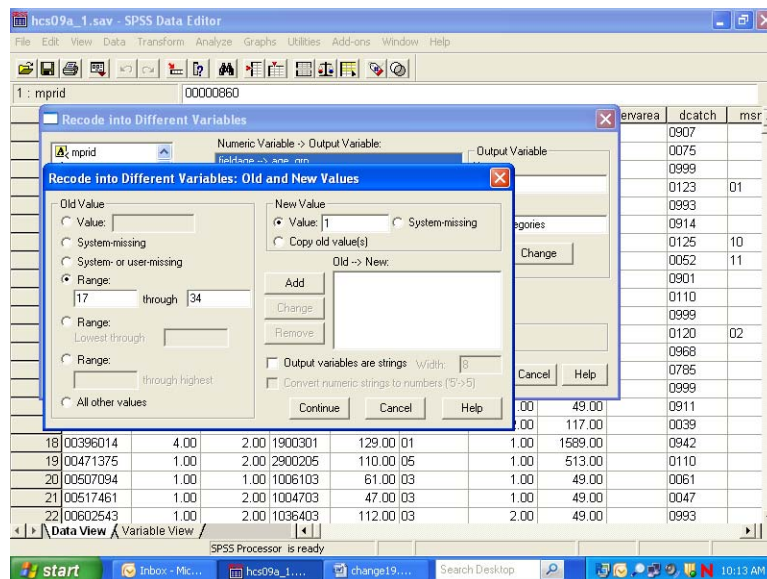 hcs09a_1.sav - SPSS Data Editor
File Edit View Data Transform Analyze Graphs Utilities Add-ons Window Help
1 : mprid 00000860
Recode into Different Variables
ervarea dcatch msr
mprid
Numeric Variable -> Output Variable:
fieldage --> age_grp
Output Variable
egories
Change
Cancel Help
Recode into Different Variables: Old and New Values
Old Value
Value:
System-missing
System- or user-missing
Range:
17 through 34
Range:
Lowest through
Range:
through highest
All other values
New Value
Value: 1 System-missing
Copy old value(s)
Old --> New:
Add
Change
Remove
Output variables are strings Width: 8
Convert numeric strings to numbers ('5'->5)
Continue Cancel Help
0907
0075
0999
0123 01
0993
0914
0125 10
0052 11
0901
0110
0999
0120 02
0968
0785
0999
.00 49.00 0911
2.00 117.00 0039
18 00396014 4.00 2.00 1900301 129.00 01 1.00 1589.00 0942
19 00471375 1.00 2.00 2900205 110.00 05 1.00 513.00 0110
20 00507094 1.00 1.00 1006103 61.00 03 1.00 49.00 0061
21 00517461 1.00 2.00 1004703 47.00 03 1.00 49.00 0047
22 00602543 1.00 2.00 1036403 112.00 03 2.00 49.00 0993
Data View Variable View
SPSS Processor is ready
start Inbox - Mic... hcs09a_1.... change19.... Search Desktop 10:13 AM